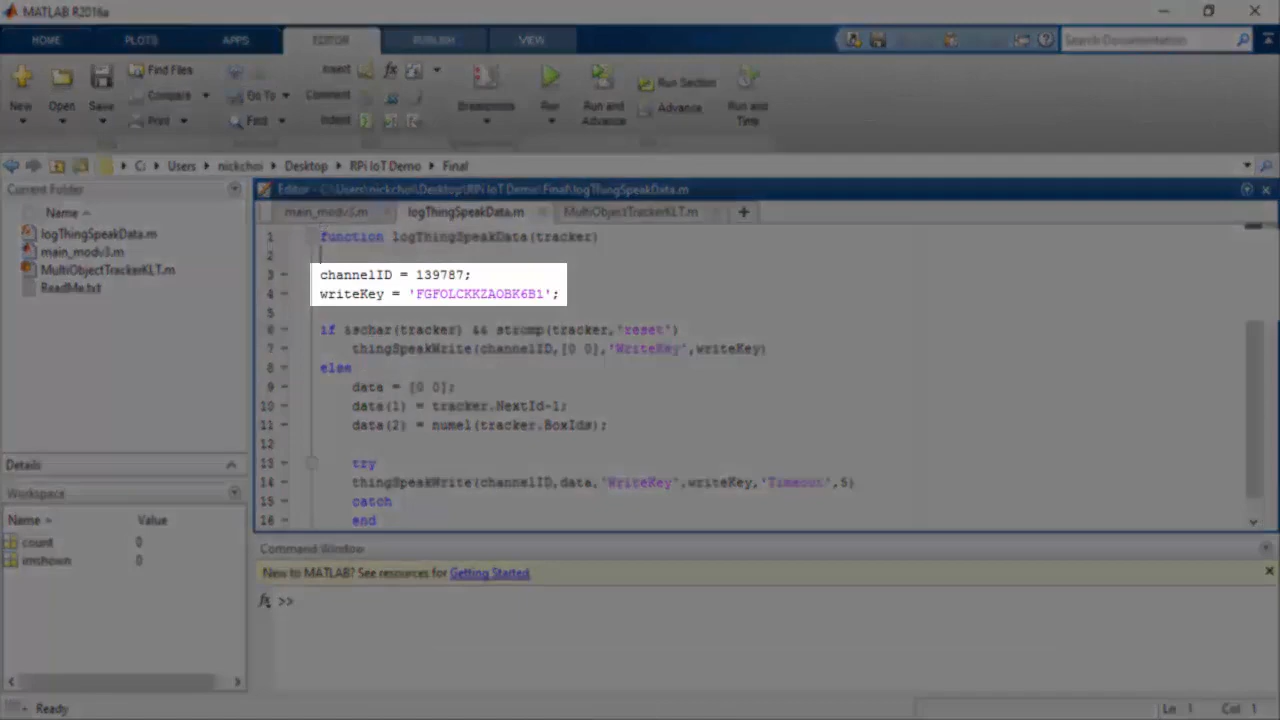 MATLAB R2016a
HOME PLOTS APPS EDITOR PUBLISH VIEW
Search Documentation
New Open Save Find Files Compare Print Go To Find Insert Comment Indent Breakpoints Run Run and Advance Run Section Advance Run and Time
C: Users nickchoi Desktop RPi IoT Demo Final
Current Folder
Name
logThingSpeakData.m
main_modv3.m
MultiObjectTrackerKLT.m
ReadMe.txt
Details
Workspace
Name Value
count 0
imshown 0
Editor - C:\Users\nickchoi\Desktop\RPi IoT Demo\Final\logThingSpeakData.m
main_modv3.m logThingSpeakData.m MultiObjectTrackerKLT.m +
1 function logThingSpeakData(tracker)
2
3 - channelID = 139787;
4 - writeKey = 'FGFOLCKKZAOBK6B1';
5
6 - if ischar(tracker) && strcmp(tracker,'reset')
7 - thingSpeakWrite(channelID,[0 0],'WriteKey',writeKey)
8 - else
9 - data = [0 0];
10 - data(1) = tracker.NextId-1;
11 - data(2) = numel(tracker.BoxIds);
12
13 - try
14 - thingSpeakWrite(channelID,data,'WriteKey',writeKey,'Timeout',5)
15 - catch
16 - end
Command Window
New to MATLAB? See resources for Getting Started.
fx >>
Ready
Ln 1 Col 1